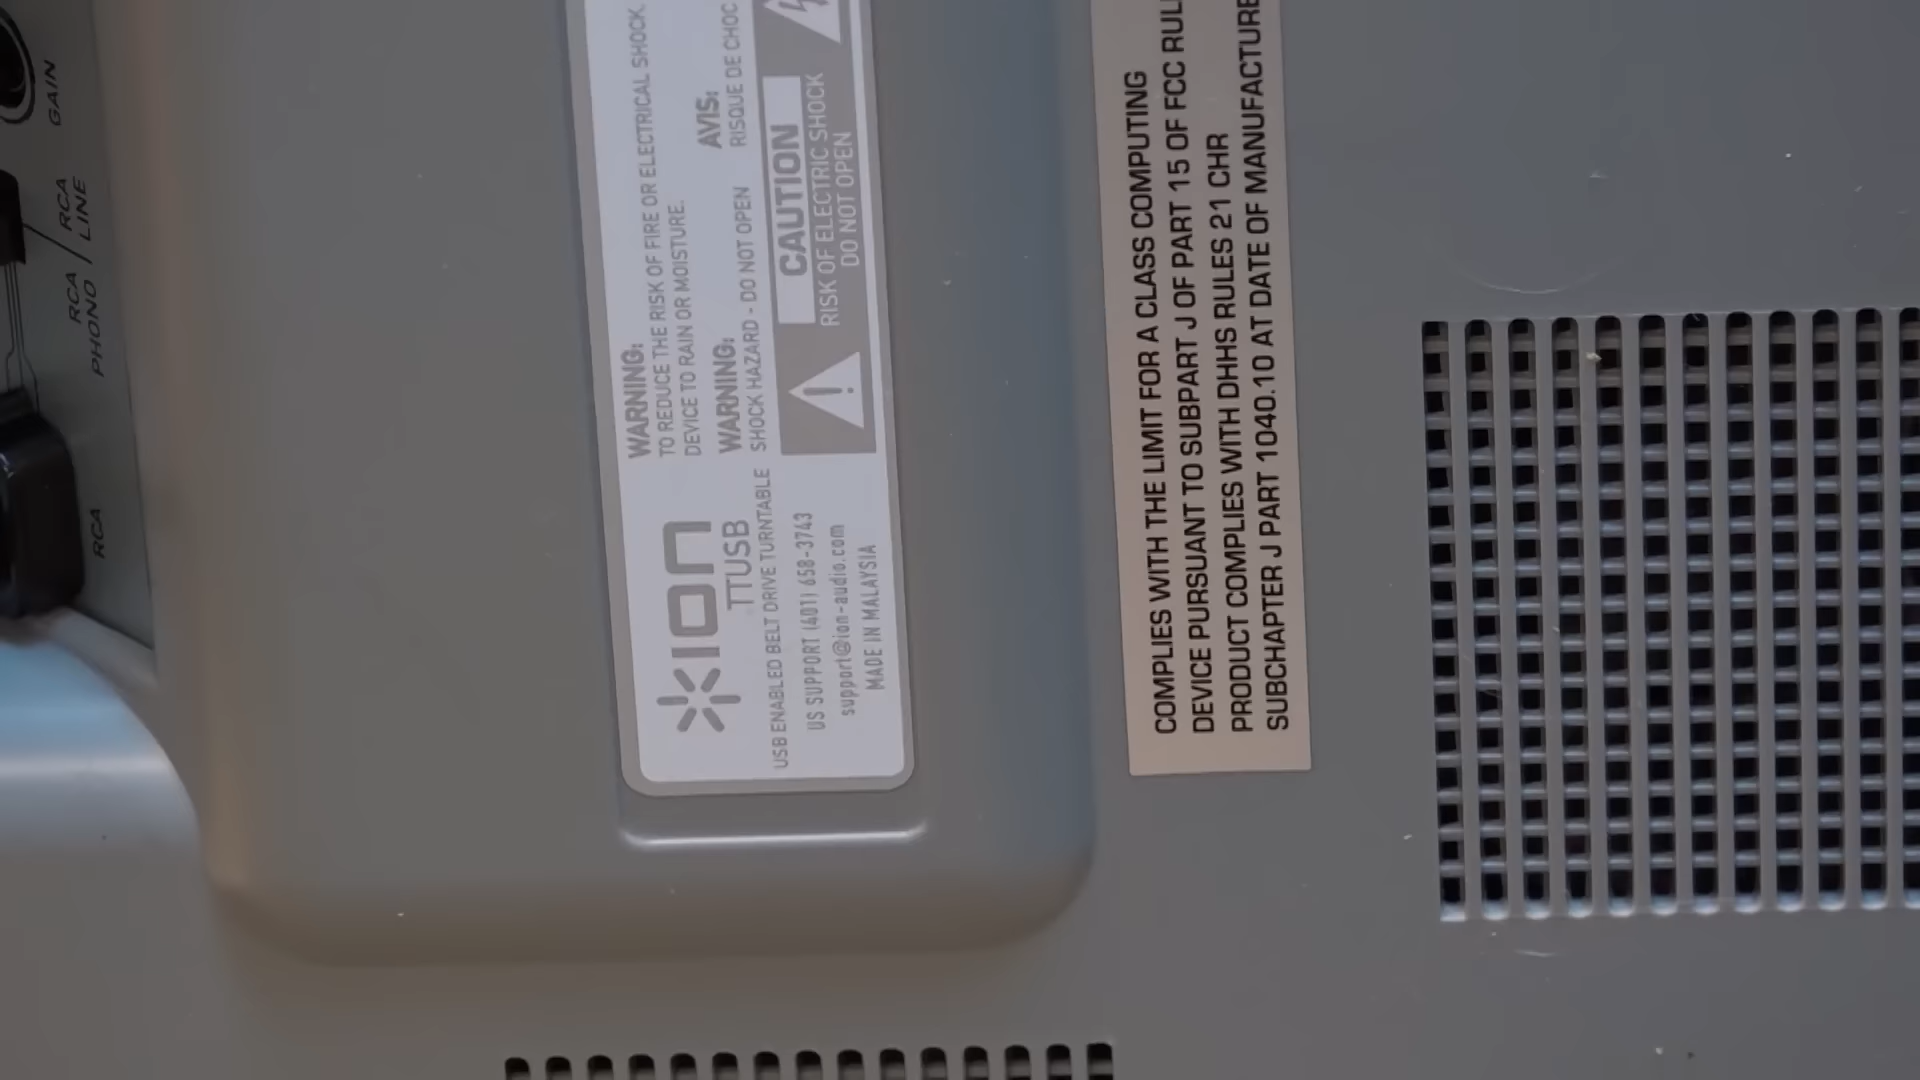 GAIN
RCA
LINE
RCA
PHONO
RCA
WARNING:
TO REDUCE THE RISK OF FIRE OR ELECTRICAL SHOCK,
DEVICE TO RAIN OR MOISTURE.
WARNING:
SHOCK HAZARD - DO NOT OPEN
AVIS:
RISQUE DE CHOC
CAUTION
RISK OF ELECTRIC SHOCK
DO NOT OPEN
ion
TTUSB
USB ENABLED BELT DRIVE TURNTABLE
US SUPPORT (401) 658-3743
support@ion-audio.com
MADE IN MALAYSIA
COMPLIES WITH THE LIMIT FOR A CLASS COMPUTING
DEVICE PURSUANT TO SUBPART J OF PART 15 OF FCC
PRODUCT COMPLIES WITH DHHS RULES 21 CHR
SUBCHAPTER J PART 1040.10 AT DATE OF MANUFACTURE